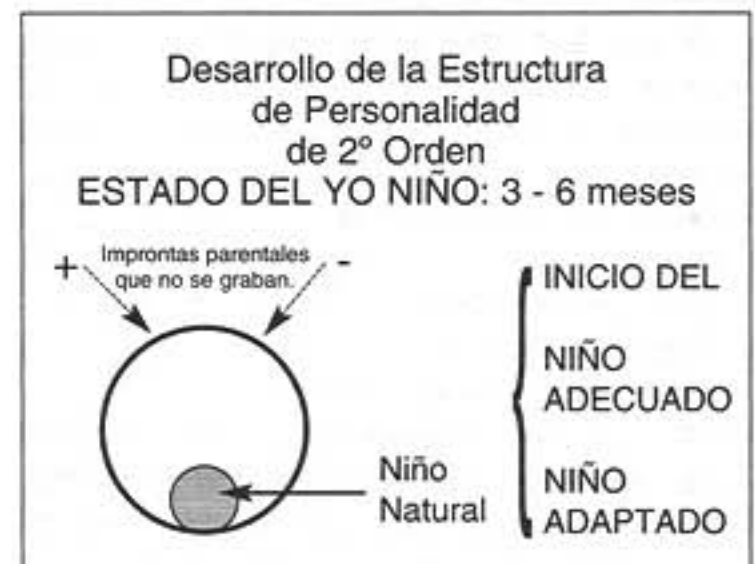 Desarrollo de la Estructura
de Personalidad
de 2º Orden
ESTADO DEL YO NIÑO: 3 - 6 meses
+ Improntas parentales -
que no se graban.
INICIO DEL
NIÑO
ADECUADO
Niño
Natural
NIÑO
ADAPTADO